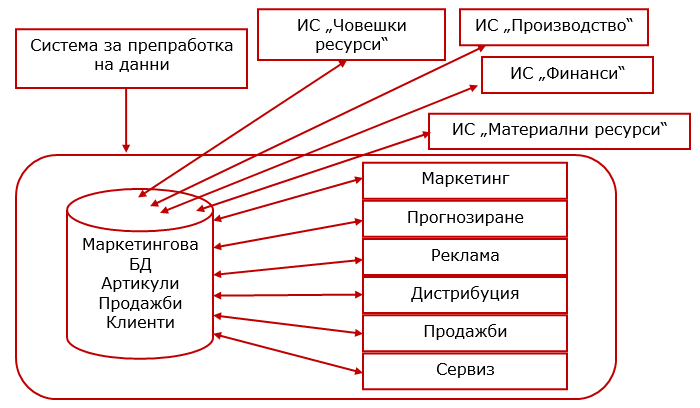 Система за препработка
на данни
ИС „Човешки
ресурси“
ИС „Производство“
ИС „Финанси“
ИС „Материални ресурси“
Маркетингова
БД
Артикули
Продажби
Клиенти
Маркетинг
Прогнозиране
Реклама
Дистрибуция
Продажби
Сервиз